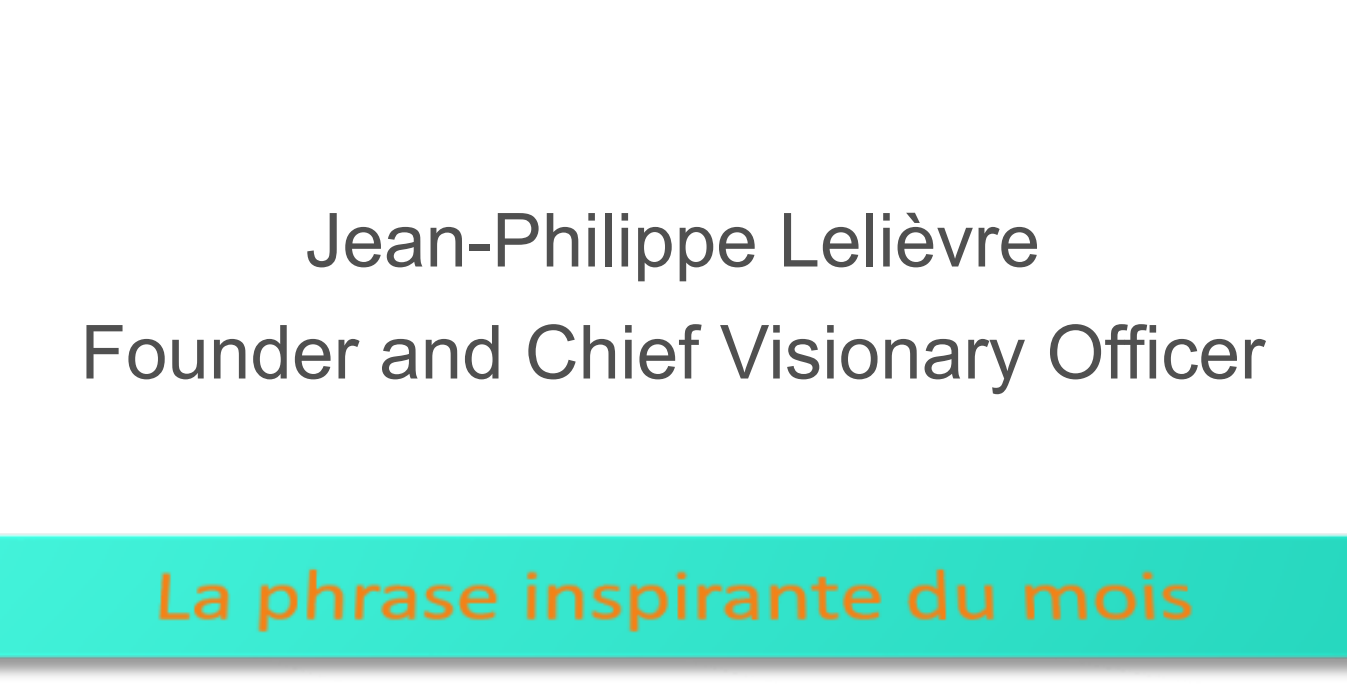 Jean-Philippe Lelièvre
Founder and Chief Visionary Officer
La phrase inspirante du mois